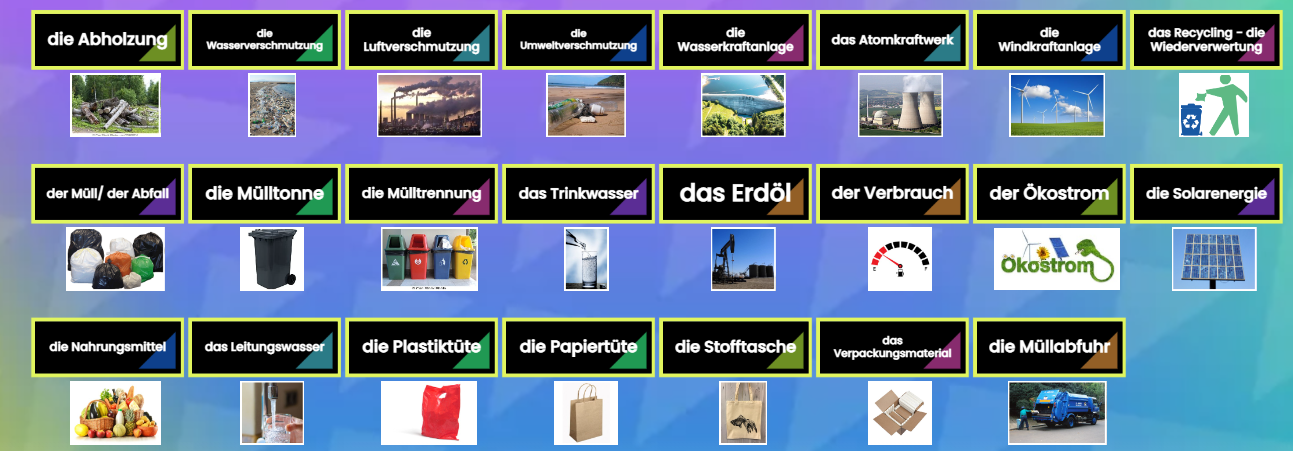 die Abholzung
die
Wasserverschmutzung
die
Luftverschmutzung
die
Umweltverschmutzung
die
Wasserkraftanlage
das Atomkraftwerk
die
Windkraftanlage
das Recycling - die
Wiederverwertung
der Müll/ der Abfall
die Mülltonne
die Mülltrennung
das Trinkwasser
das Erdöl
der Verbrauch
der Ökostrom
die Solarenergie
E
F
Ökostrom
die Nahrungsmittel
das Leitungswasser
die Plastiktüte
die Papiertüte
die Stofftasche
das
Verpackungsmaterial
die Müllabfuhr